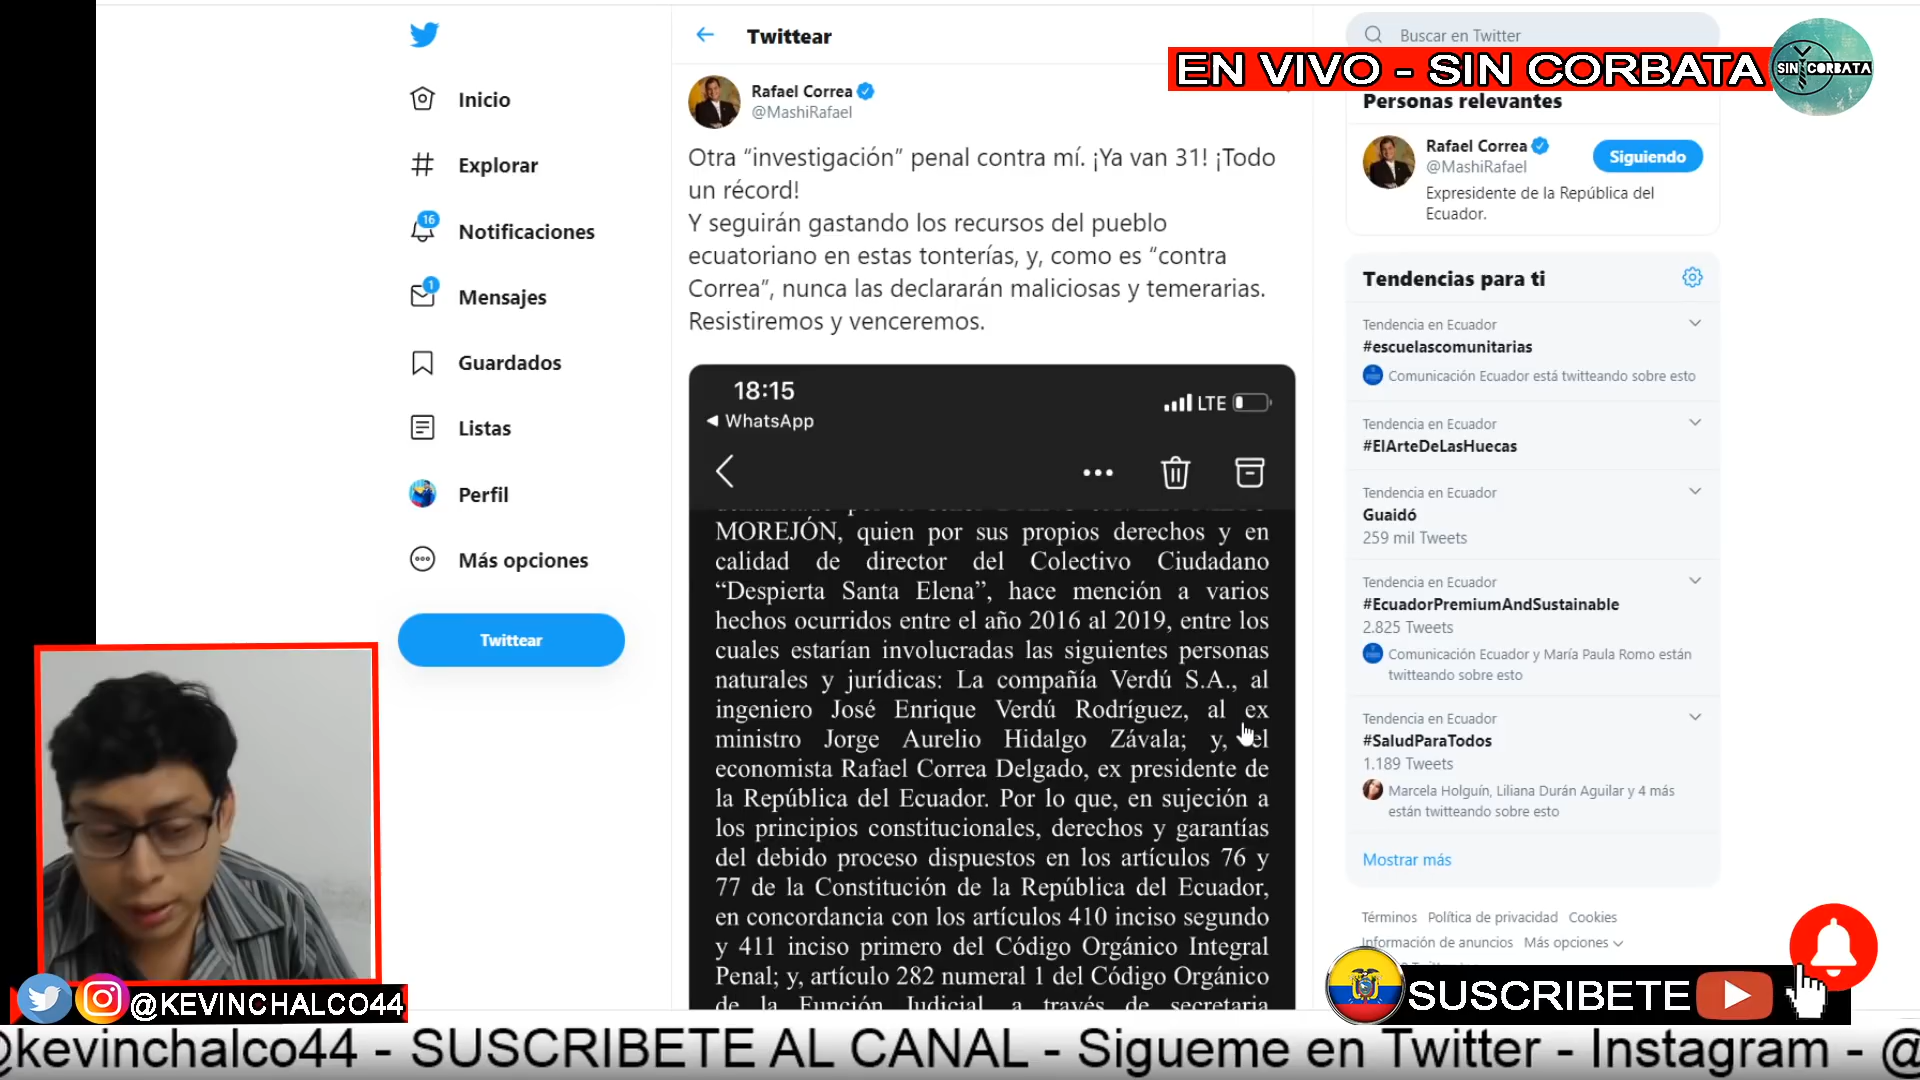 Inicio
Explorar
16
Notificaciones
1
Mensajes
Guardados
Listas
Perfil
Más opciones
Twittear
Twittear
Rafael Correa
@MashiRafael
Otra “investigación” penal contra mí. ¡Ya van 31! ¡Todo
un récord!
Y seguirán gastando los recursos del pueblo
ecuatoriano en estas tonterías, y, como es “contra
Correa”, nunca las declararán maliciosas y temerarias.
Resistiremos y venceremos.
18:15
LTE
WhatsApp
MOREJÓN, quien por sus propios derechos y en
calidad de director del Colectivo Ciudadano
“Despierta Santa Elena”, hace mención a varios
hechos ocurridos entre el año 2016 al 2019, entre los
cuales estarían involucradas las siguientes personas
naturales y jurídicas: La compañía Verdú S.A., al
ingeniero José Enrique Verdú Rodríguez, al ex
ministro Jorge Aurelio Hidalgo Závala; y, el
economista Rafael Correa Delgado, ex presidente de
la República del Ecuador. Por lo que, en sujeción a
los principios constitucionales, derechos y garantías
del debido proceso dispuestos en los artículos 76 y
77 de la Constitución de la República del Ecuador,
en concordancia con los artículos 410 inciso segundo
y 411 inciso primero del Código Orgánico Integral
Penal; y, artículo 282 numeral 1 del Código Orgánico
de la Función Judicial, a través de secretaria
Buscar en Twitter
EN VIVO - SIN CORBATA
SIN CORBATA
Personas relevantes
Rafael Correa
@MashiRafael
Siguiendo
Expresidente de la República del
Ecuador.
Tendencias para ti
Tendencia en Ecuador
#escuelascomunitarias
Comunicación Ecuador está twitteando sobre esto
Tendencia en Ecuador
#ElArteDeLasHuecas
Tendencia en Ecuador
Guaidó
259 mil Tweets
Tendencia en Ecuador
#EcuadorPremiumAndSustainable
2.825 Tweets
Comunicación Ecuador y María Paula Romo están
twitteando sobre esto
Tendencia en Ecuador
#SaludParaTodos
1.189 Tweets
Marcela Holguín, Liliana Durán Aguilar y 4 más
están twitteando sobre esto
Mostrar más
Términos Política de privacidad Cookies
Información de anuncios Más opciones
SUSCRIBETE
@KEVINCHALCO44
@kevinchalco44 - SUSCRIBETE AL CANAL - Sigueme en Twitter - Instagram - @